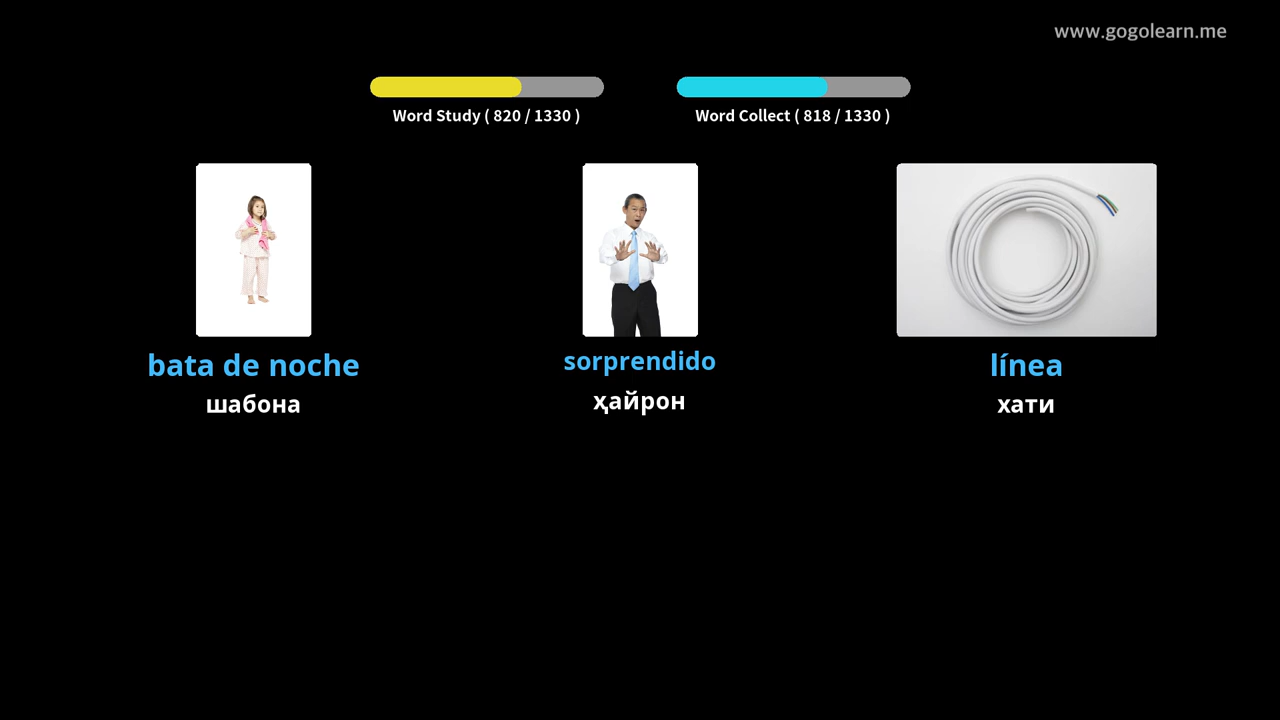 www.gogolearn.me
Word Study ( 820 / 1330 )
Word Collect ( 818 / 1330 )
bata de noche
шабона
sorprendido
ҳайрон
línea
хати